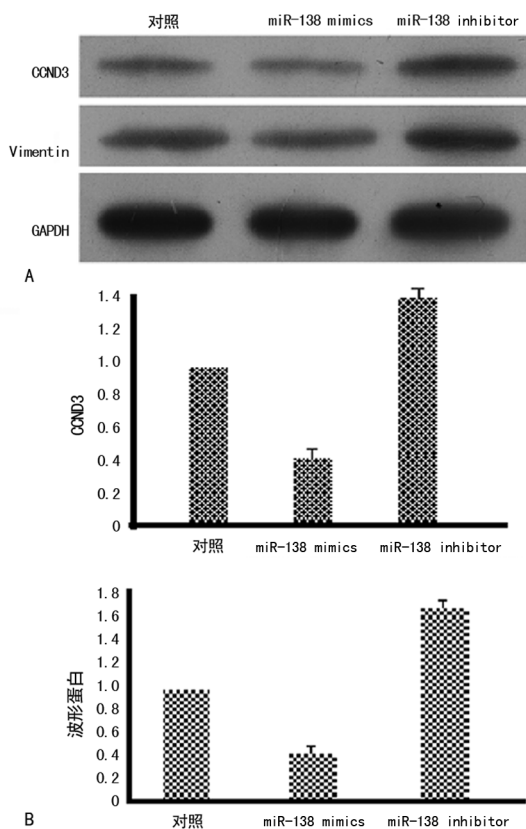 对照 miR-138 mimics miR-138 inhibitor
CCND3
Vimentin
GAPDH
A
1.4
1.2
1.0
0.8
0.6
0.4
0.2
0
CCND3
对照 miR-138 mimics miR-138 inhibitor
1.8
1.6
1.4
1.2
1.0
0.8
0.6
0.4
0.2
0
波形蛋白
B
对照 miR-138 mimics miR-138 inhibitor